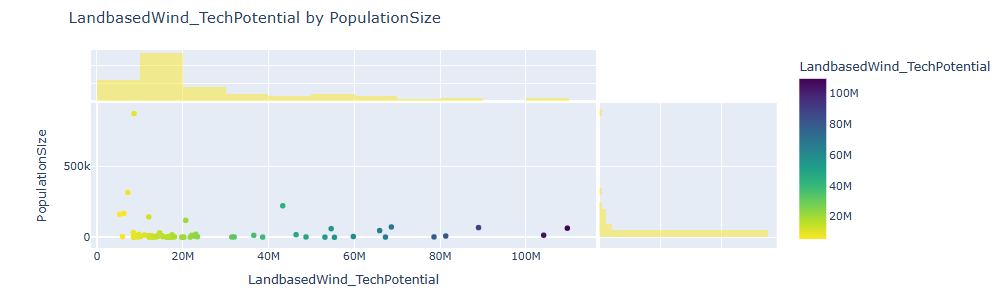 LandbasedWind_TechPotential by PopulationSize
LandbasedWind_TechPotential
100M
80M
60M
40M
20M
PopulationSize
500k
0
0
20M
40M
60M
80M
100M
LandbasedWind_TechPotential